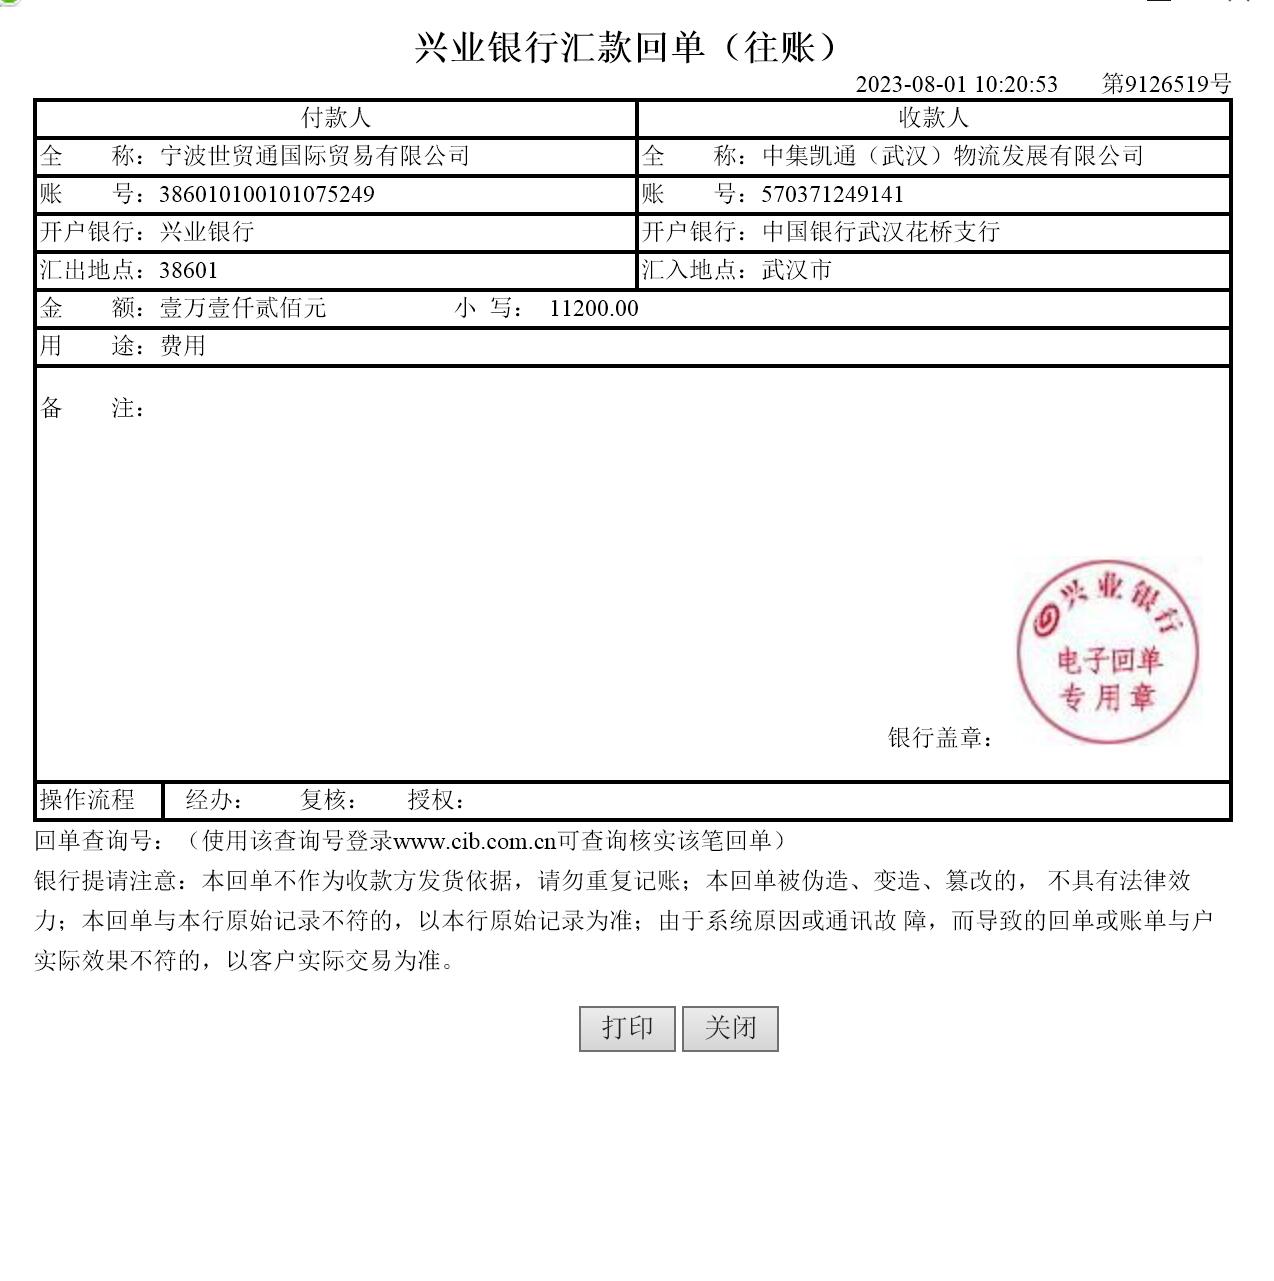 兴业银行汇款回单（往账）
2023-08-01 10:20:53 第9126519号
付款人 收款人
全 称：宁波世贸通国际贸易有限公司 全 称：中集凯通（武汉）物流发展有限公司
账 号：386010100101075249 账 号：570371249141
开户银行：兴业银行 开户银行：中国银行武汉花桥支行
汇出地点：38601 汇入地点：武汉市
金 额：壹万壹仟贰佰元 小 写： 11200.00
用 途：费用
备 注：
兴业银行
电子回单
专用章
银行盖章：
操作流程 经办： 复核： 授权：
回单查询号：（使用该查询号登录www.cib.com.cn可查询核实该笔回单）
银行提请注意：本回单不作为收款方发货依据，请勿重复记账；本回单被伪造、变造、篡改的， 不具有法律效
力；本回单与本行原始记录不符的，以本行原始记录为准；由于系统原因或通讯故 障，而导致的回单或账单与户
实际效果不符的，以客户实际交易为准。
打印 关闭